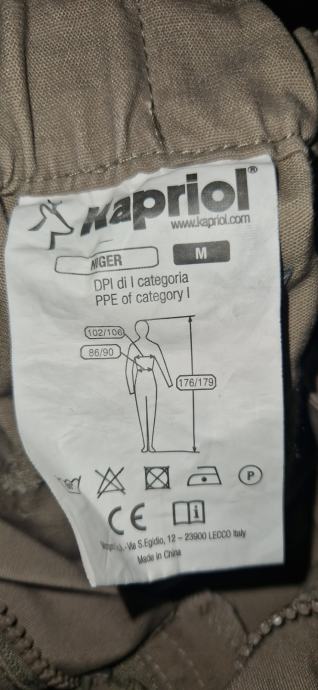 Kapriol®
www.kapriol.com
NIGER
M
DPI di I categoria
PPE of category I
102/106
86/90
176/179
P
CE
i
Via S.Egidio, 12 – 23900 LECCO Italy
Made in China